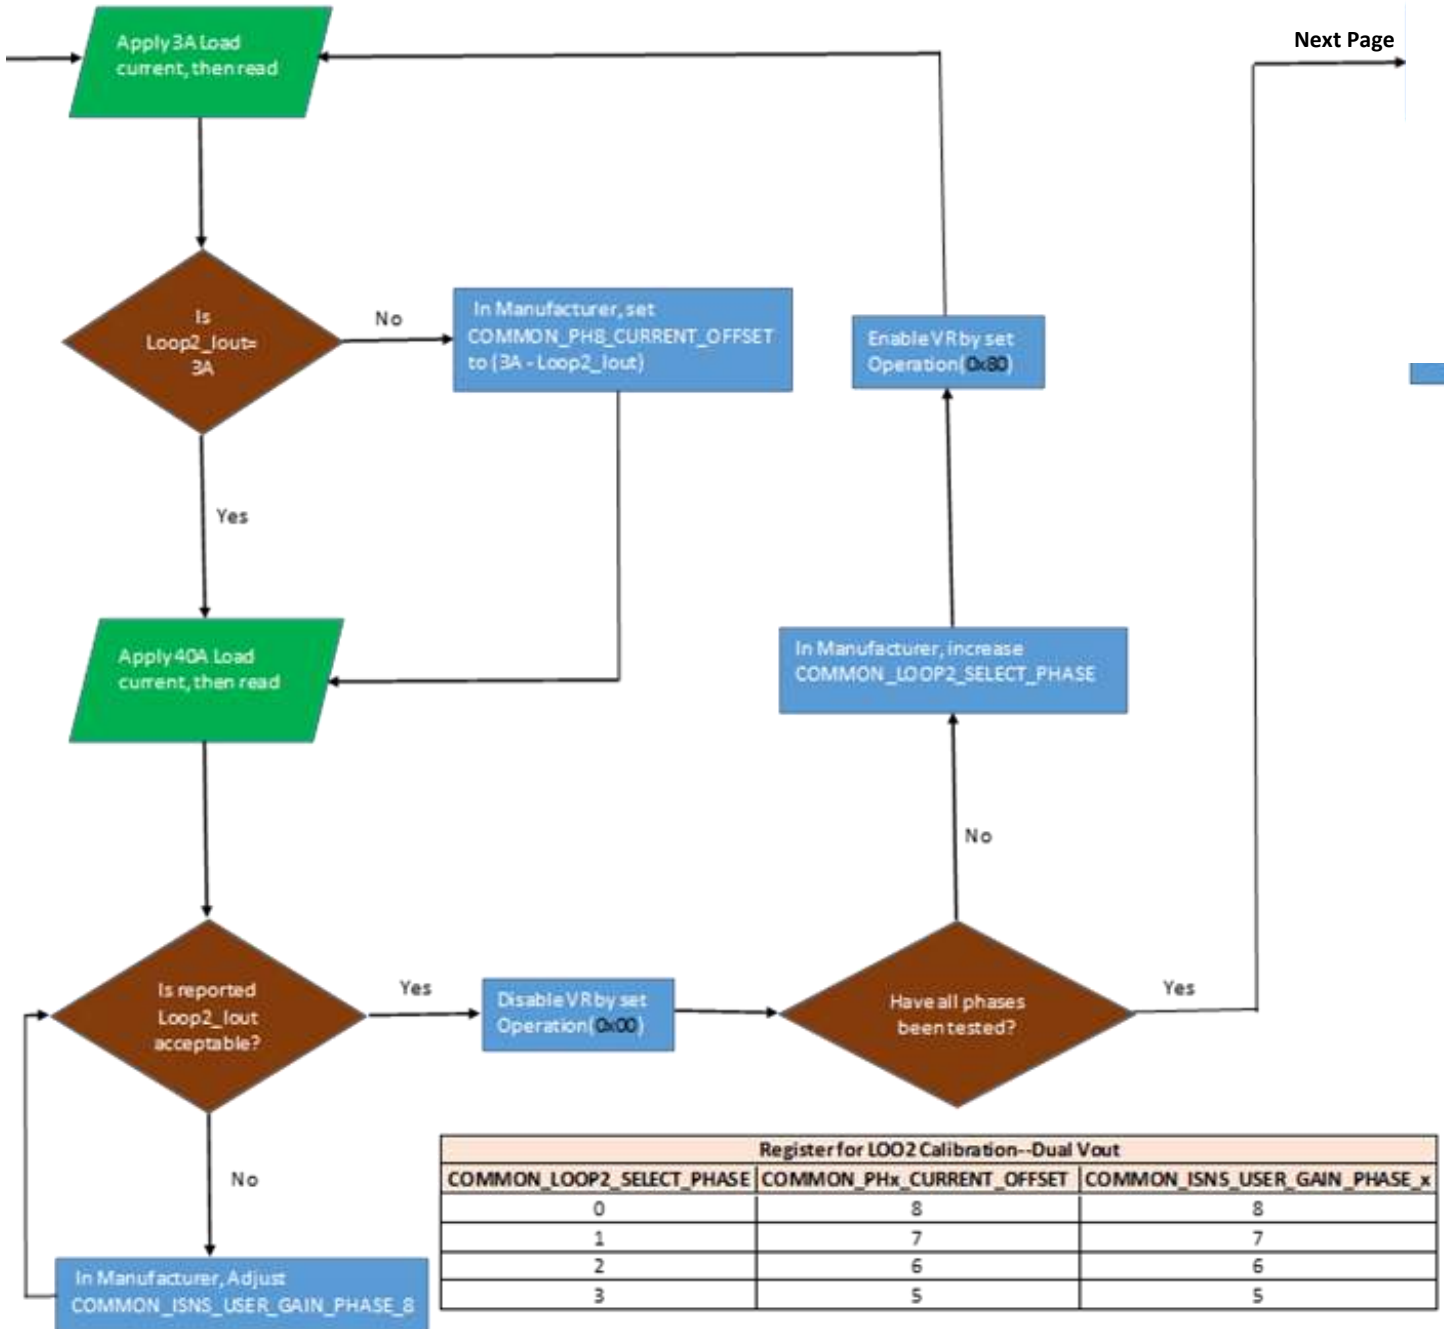 Next Page
Apply 3A Load
current, then read
Is
Loop2_Iout=
3A
No
In Manufacturer, set
COMMON_PH8_CURRENT_OFFSET
to (3A - Loop2_Iout)
Enable VR by set
Operation(0x80)
Yes
Apply 40A Load
current, then read
In Manufacturer, increase
COMMON_LOOP2_SELECT_PHASE
No
Is reported
Loop2_Iout
acceptable?
Yes
Disable VR by set
Operation(0x00)
Have all phases
been tested?
Yes
No
In Manufacturer, Adjust
COMMON_ISNS_USER_GAIN_PHASE_8
Register for LOO2 Calibration--Dual Vout
COMMON_LOOP2_SELECT_PHASE COMMON_PHx_CURRENT_OFFSET COMMON_ISNS_USER_GAIN_PHASE_x
0 8 8
1 7 7
2 6 6
3 5 5